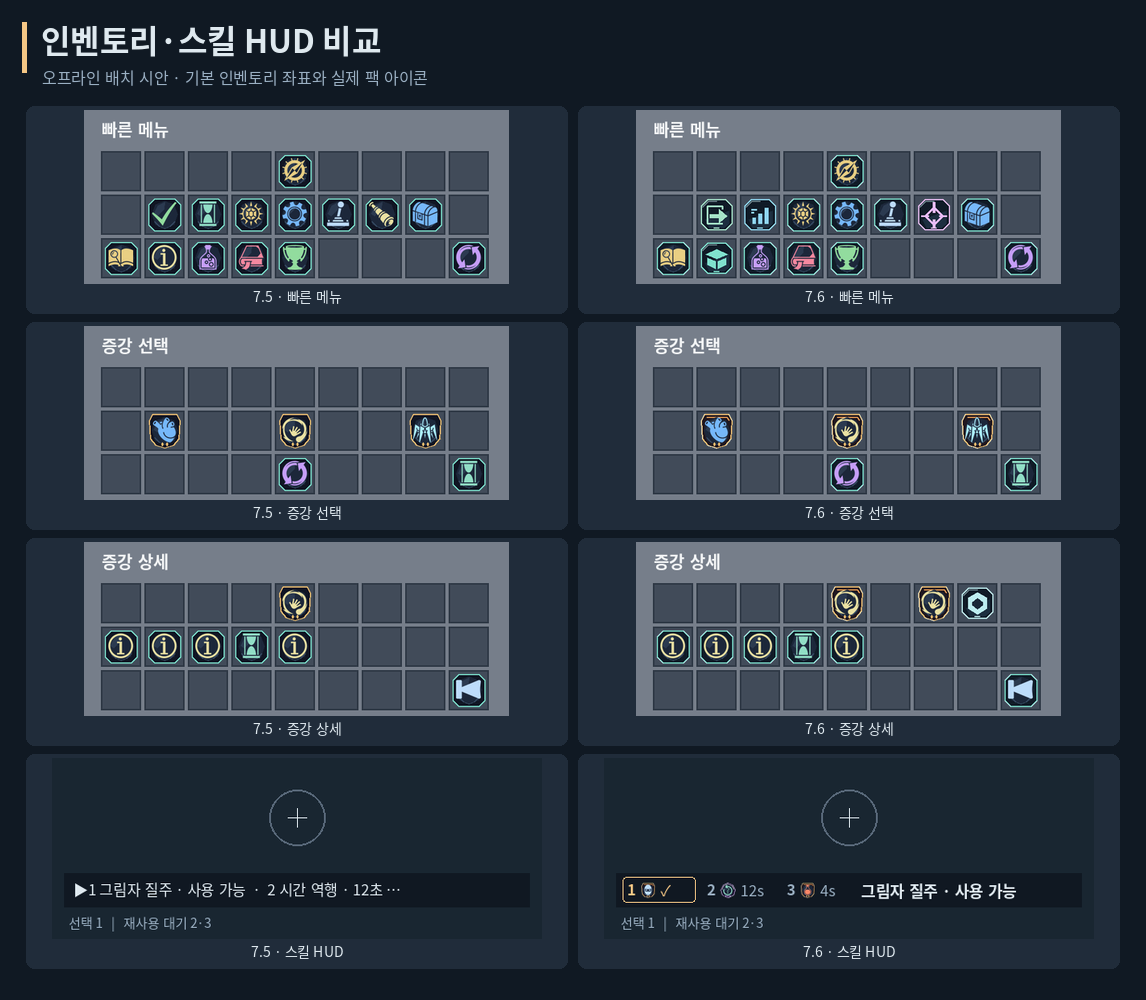 인벤토리·스킬 HUD 비교
오프라인 배치 시안 · 기본 인벤토리 좌표와 실제 팩 아이콘
빠른 메뉴
7.5 · 빠른 메뉴
빠른 메뉴
7.6 · 빠른 메뉴
증강 선택
7.5 · 증강 선택
증강 선택
7.6 · 증강 선택
증강 상세
7.5 · 증강 상세
증강 상세
7.6 · 증강 상세
▶1 그림자 질주 · 사용 가능 · 2 시간 역행 · 12초 …
선택 1 | 재사용 대기 2·3
7.5 · 스킬 HUD
1 ✓ 2 12s 3 4s 그림자 질주 · 사용 가능
선택 1 | 재사용 대기 2·3
7.6 · 스킬 HUD